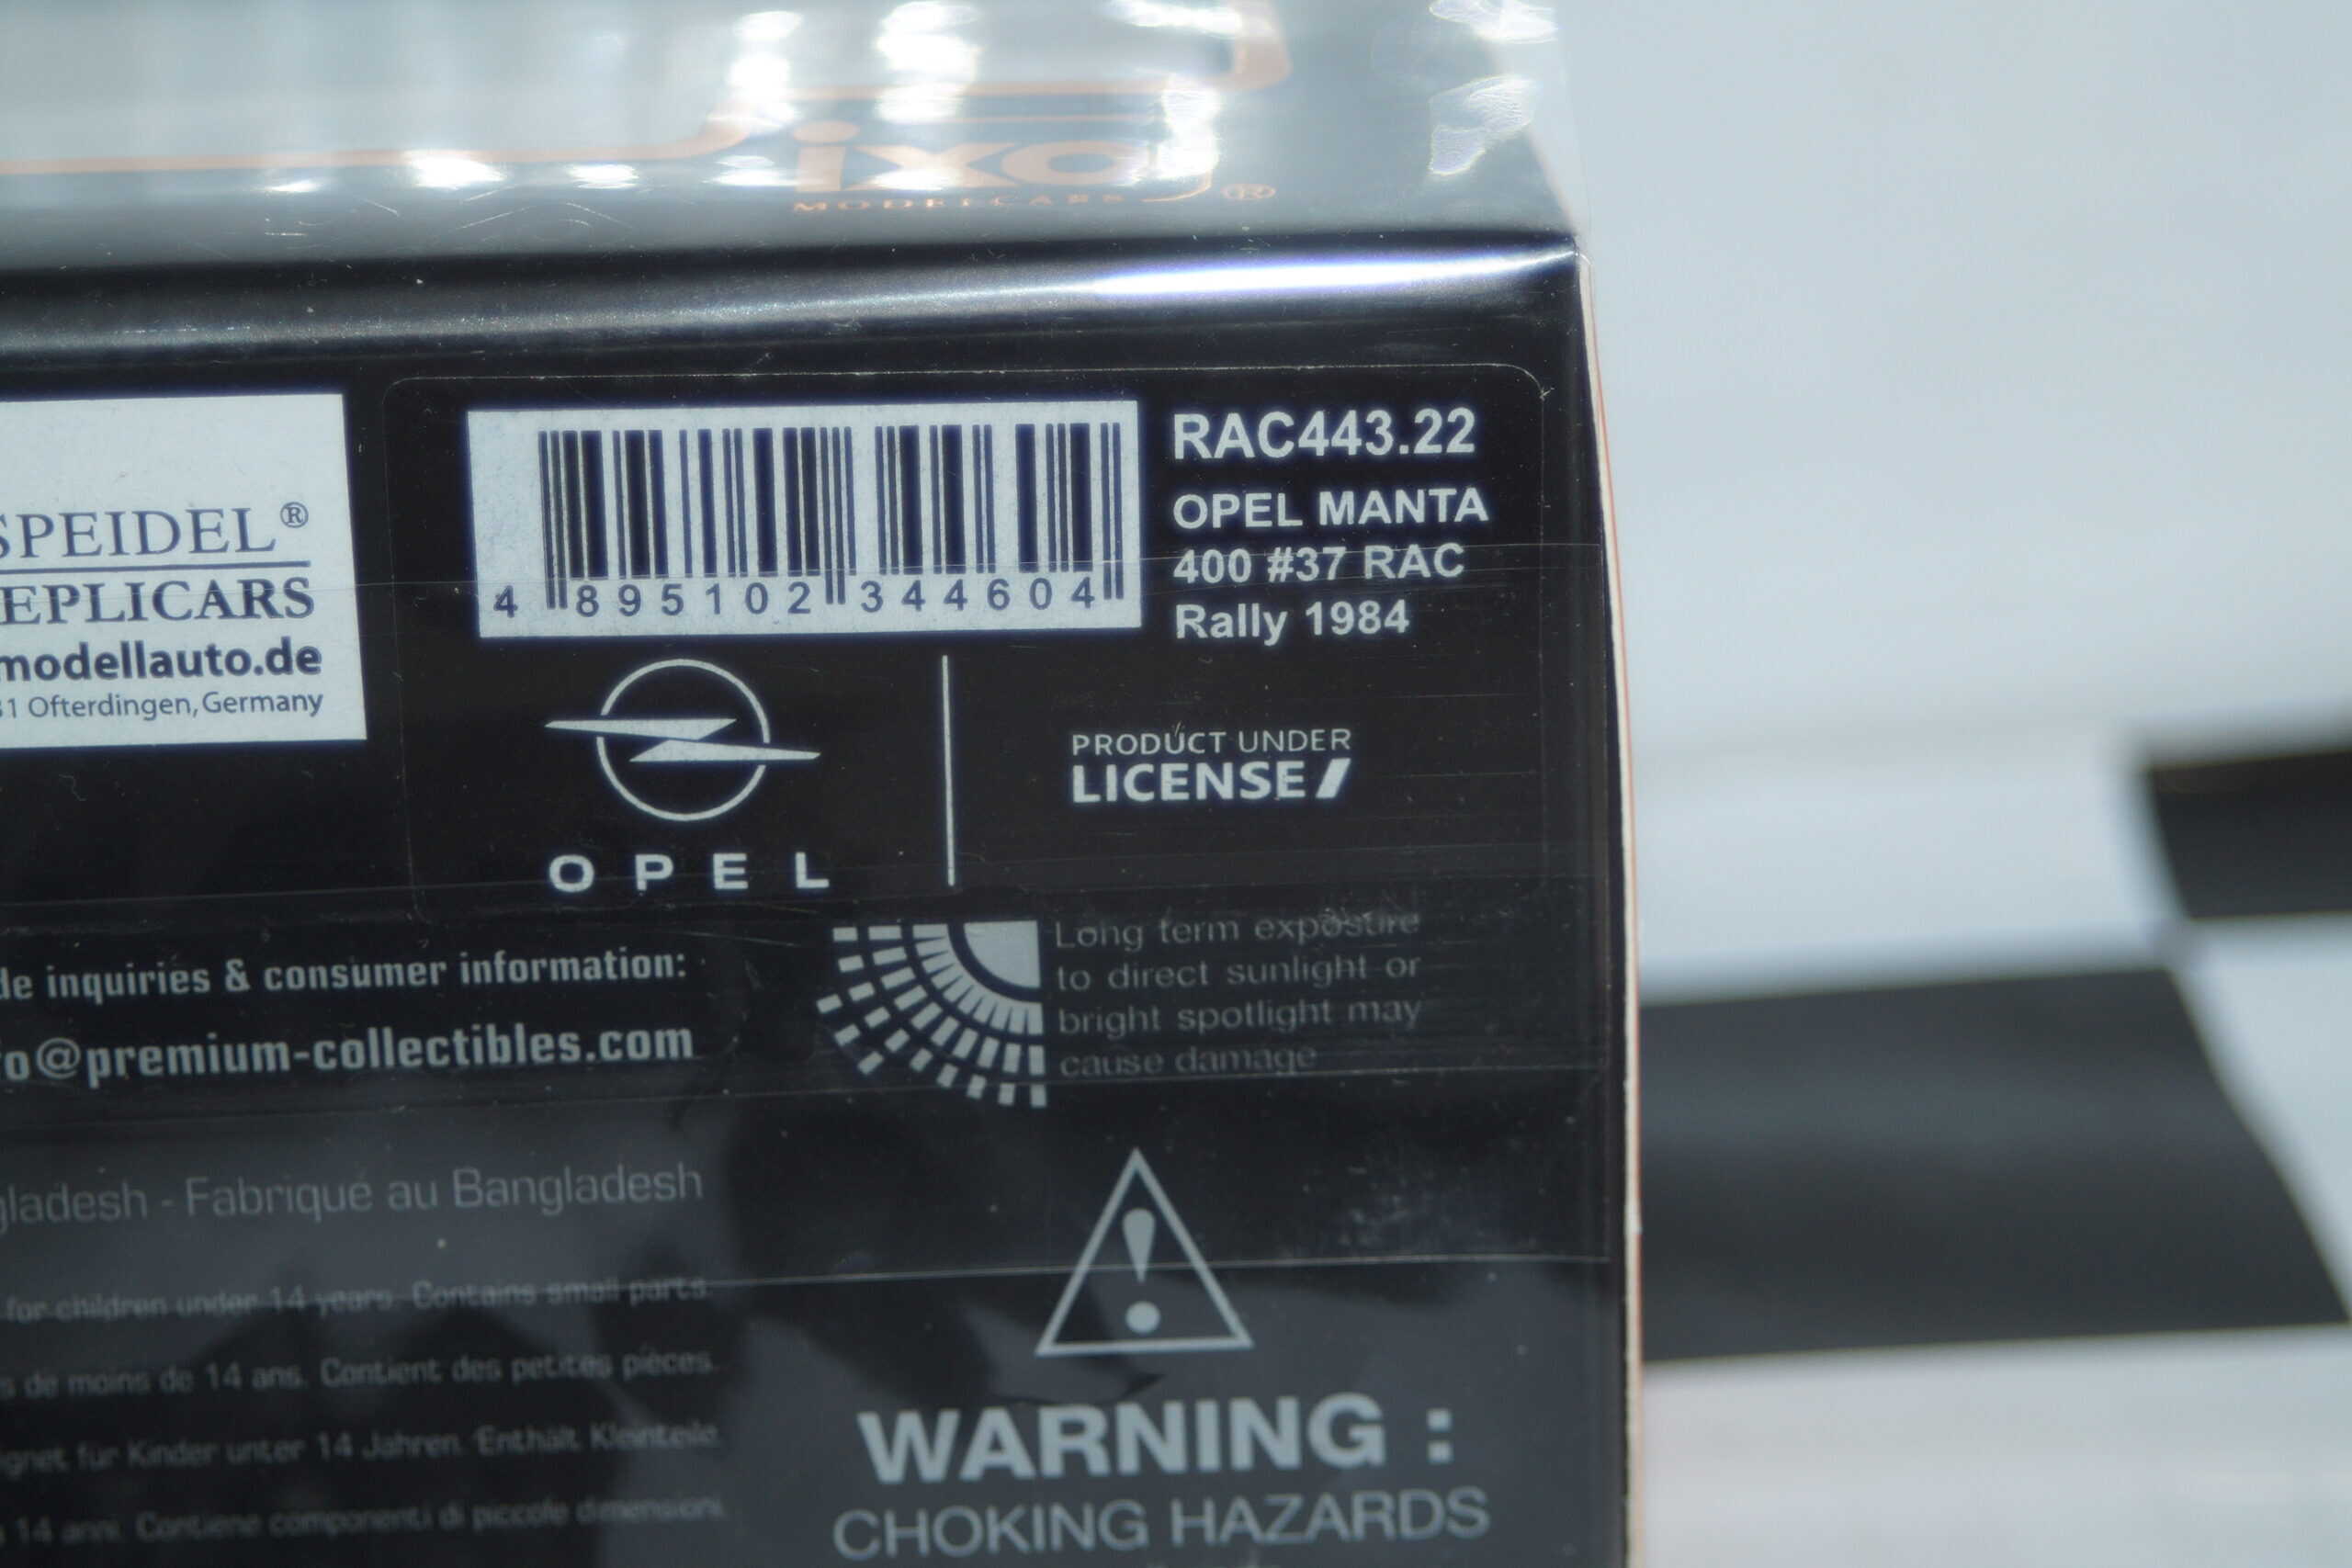 ixo
MODELCARS ®
SPEIDEL®
EPLICARS
modellauto.de
31 Ofterdingen, Germany
4 895102 344604
RAC443.22
OPEL MANTA
400 #37 RAC
Rally 1984
OPEL
PRODUCT UNDER
LICENSE
de inquiries & consumer information:
fo@premium-collectibles.com
Long term exposure
to direct sunlight or
bright spotlight may
cause damage
gladesh - Fabriqué au Bangladesh
for children under 14 years. Contains small parts.
s de moins de 14 ans. Contient des petites pièces.
ignet für Kinder unter 14 Jahren. Enthält Kleinteile.
14 anni. Contiene componenti di piccole dimensioni.
WARNING :
CHOKING HAZARDS